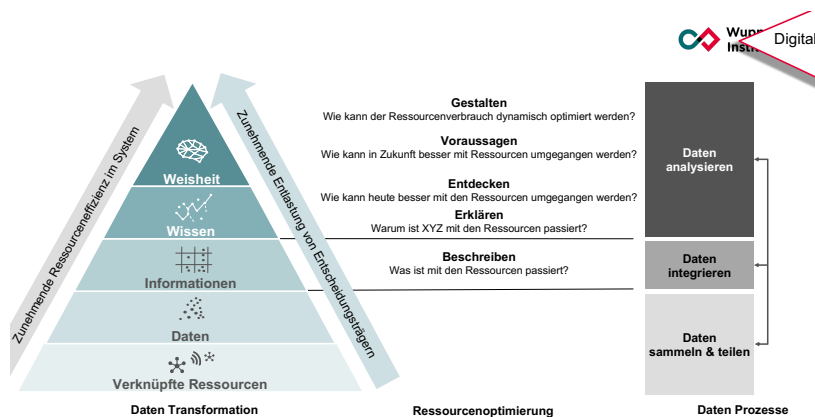 Digital
Zunehmende Ressourceneffizienz im System
Zunehmende Entlastung von Entscheidungsträgern
Weisheit
Wissen
Informationen
Daten
Verknüpfte Ressourcen
Daten Transformation
Gestalten
Wie kann der Ressourcenverbrauch dynamisch optimiert werden?
Voraussagen
Wie kann in Zukunft besser mit Ressourcen umgegangen werden?
Entdecken
Wie kann heute besser mit den Ressourcen umgegangen werden?
Erklären
Warum ist XYZ mit den Ressourcen passiert?
Beschreiben
Was ist mit den Ressourcen passiert?
Ressourcenoptimierung
Daten
analysieren
Daten
integrieren
Daten
sammeln & teilen
Daten Prozesse